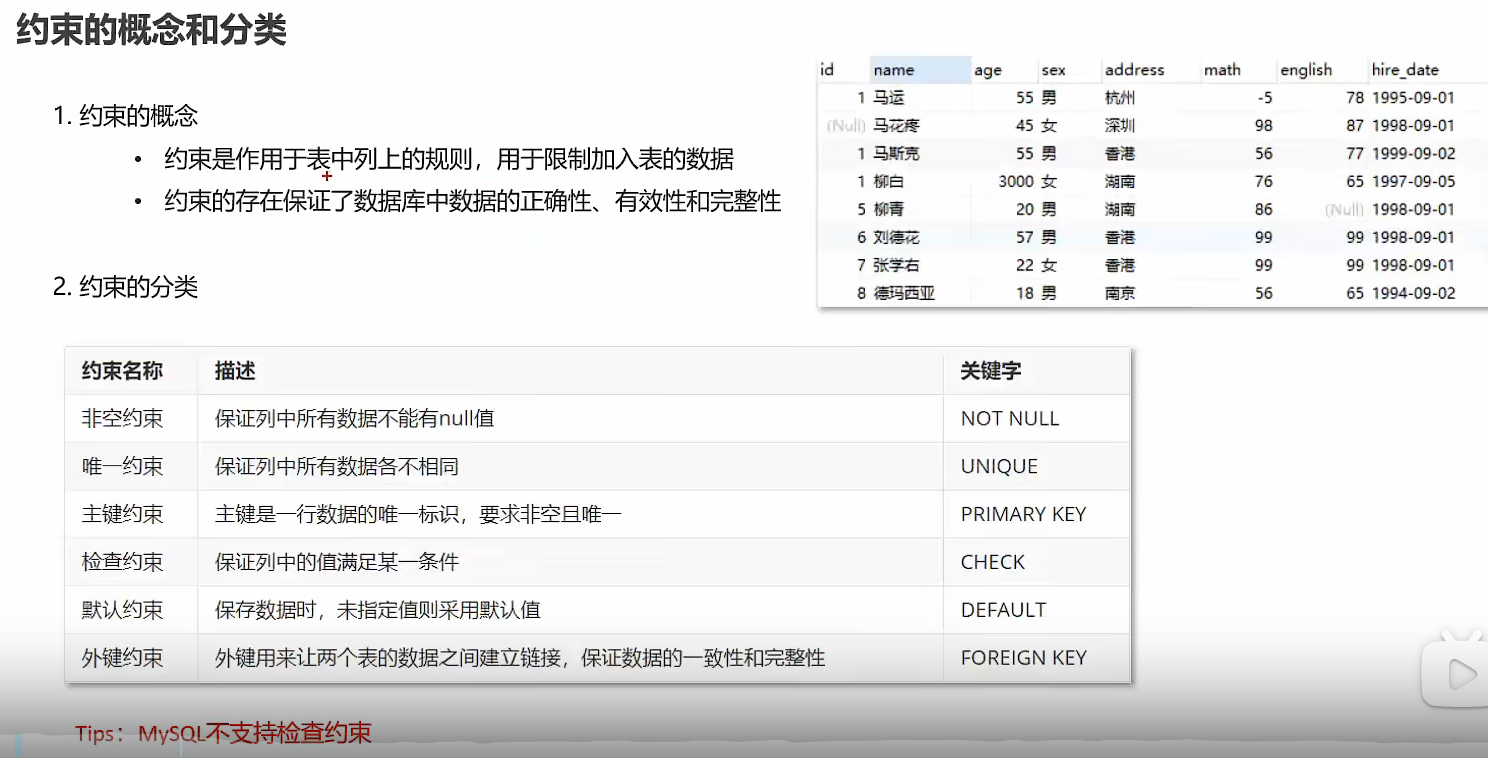 约束的概念和分类
1. 约束的概念
• 约束是作用于表中列上的规则，用于限制加入表的数据
• 约束的存在保证了数据库中数据的正确性、有效性和完整性
2. 约束的分类
id name age sex address math english hire_date
1 马运 55 男 杭州 -5 78 1995-09-01
(Null) 马花疼 45 女 深圳 98 87 1998-09-01
1 马斯克 55 男 香港 56 77 1999-09-02
1 柳白 3000 女 湖南 76 65 1997-09-05
5 柳青 20 男 湖南 86 (Null) 1998-09-01
6 刘德花 57 男 香港 99 99 1998-09-01
7 张学右 22 女 香港 99 99 1998-09-01
8 德玛西亚 18 男 南京 56 65 1994-09-02
约束名称 描述 关键字
非空约束 保证列中所有数据不能有null值 NOT NULL
唯一约束 保证列中所有数据各不相同 UNIQUE
主键约束 主键是一行数据的唯一标识，要求非空且唯一 PRIMARY KEY
检查约束 保证列中的值满足某一条件 CHECK
默认约束 保存数据时，未指定值则采用默认值 DEFAULT
外键约束 外键用来让两个表的数据之间建立链接，保证数据的一致性和完整性 FOREIGN KEY
Tips：MySQL不支持检查约束